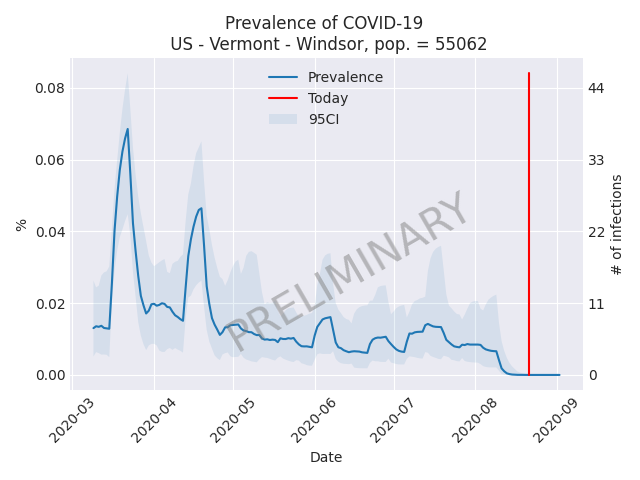 Prevalence of COVID-19
US - Vermont - Windsor, pop. = 55062
Prevalence
Today
95CI
0.08
0.06
0.04
0.02
0.00
%
44
33
22
11
0
# of infections
PRELIMINARY
2020-03
2020-04
2020-05
2020-06
2020-07
2020-08
2020-09
Date